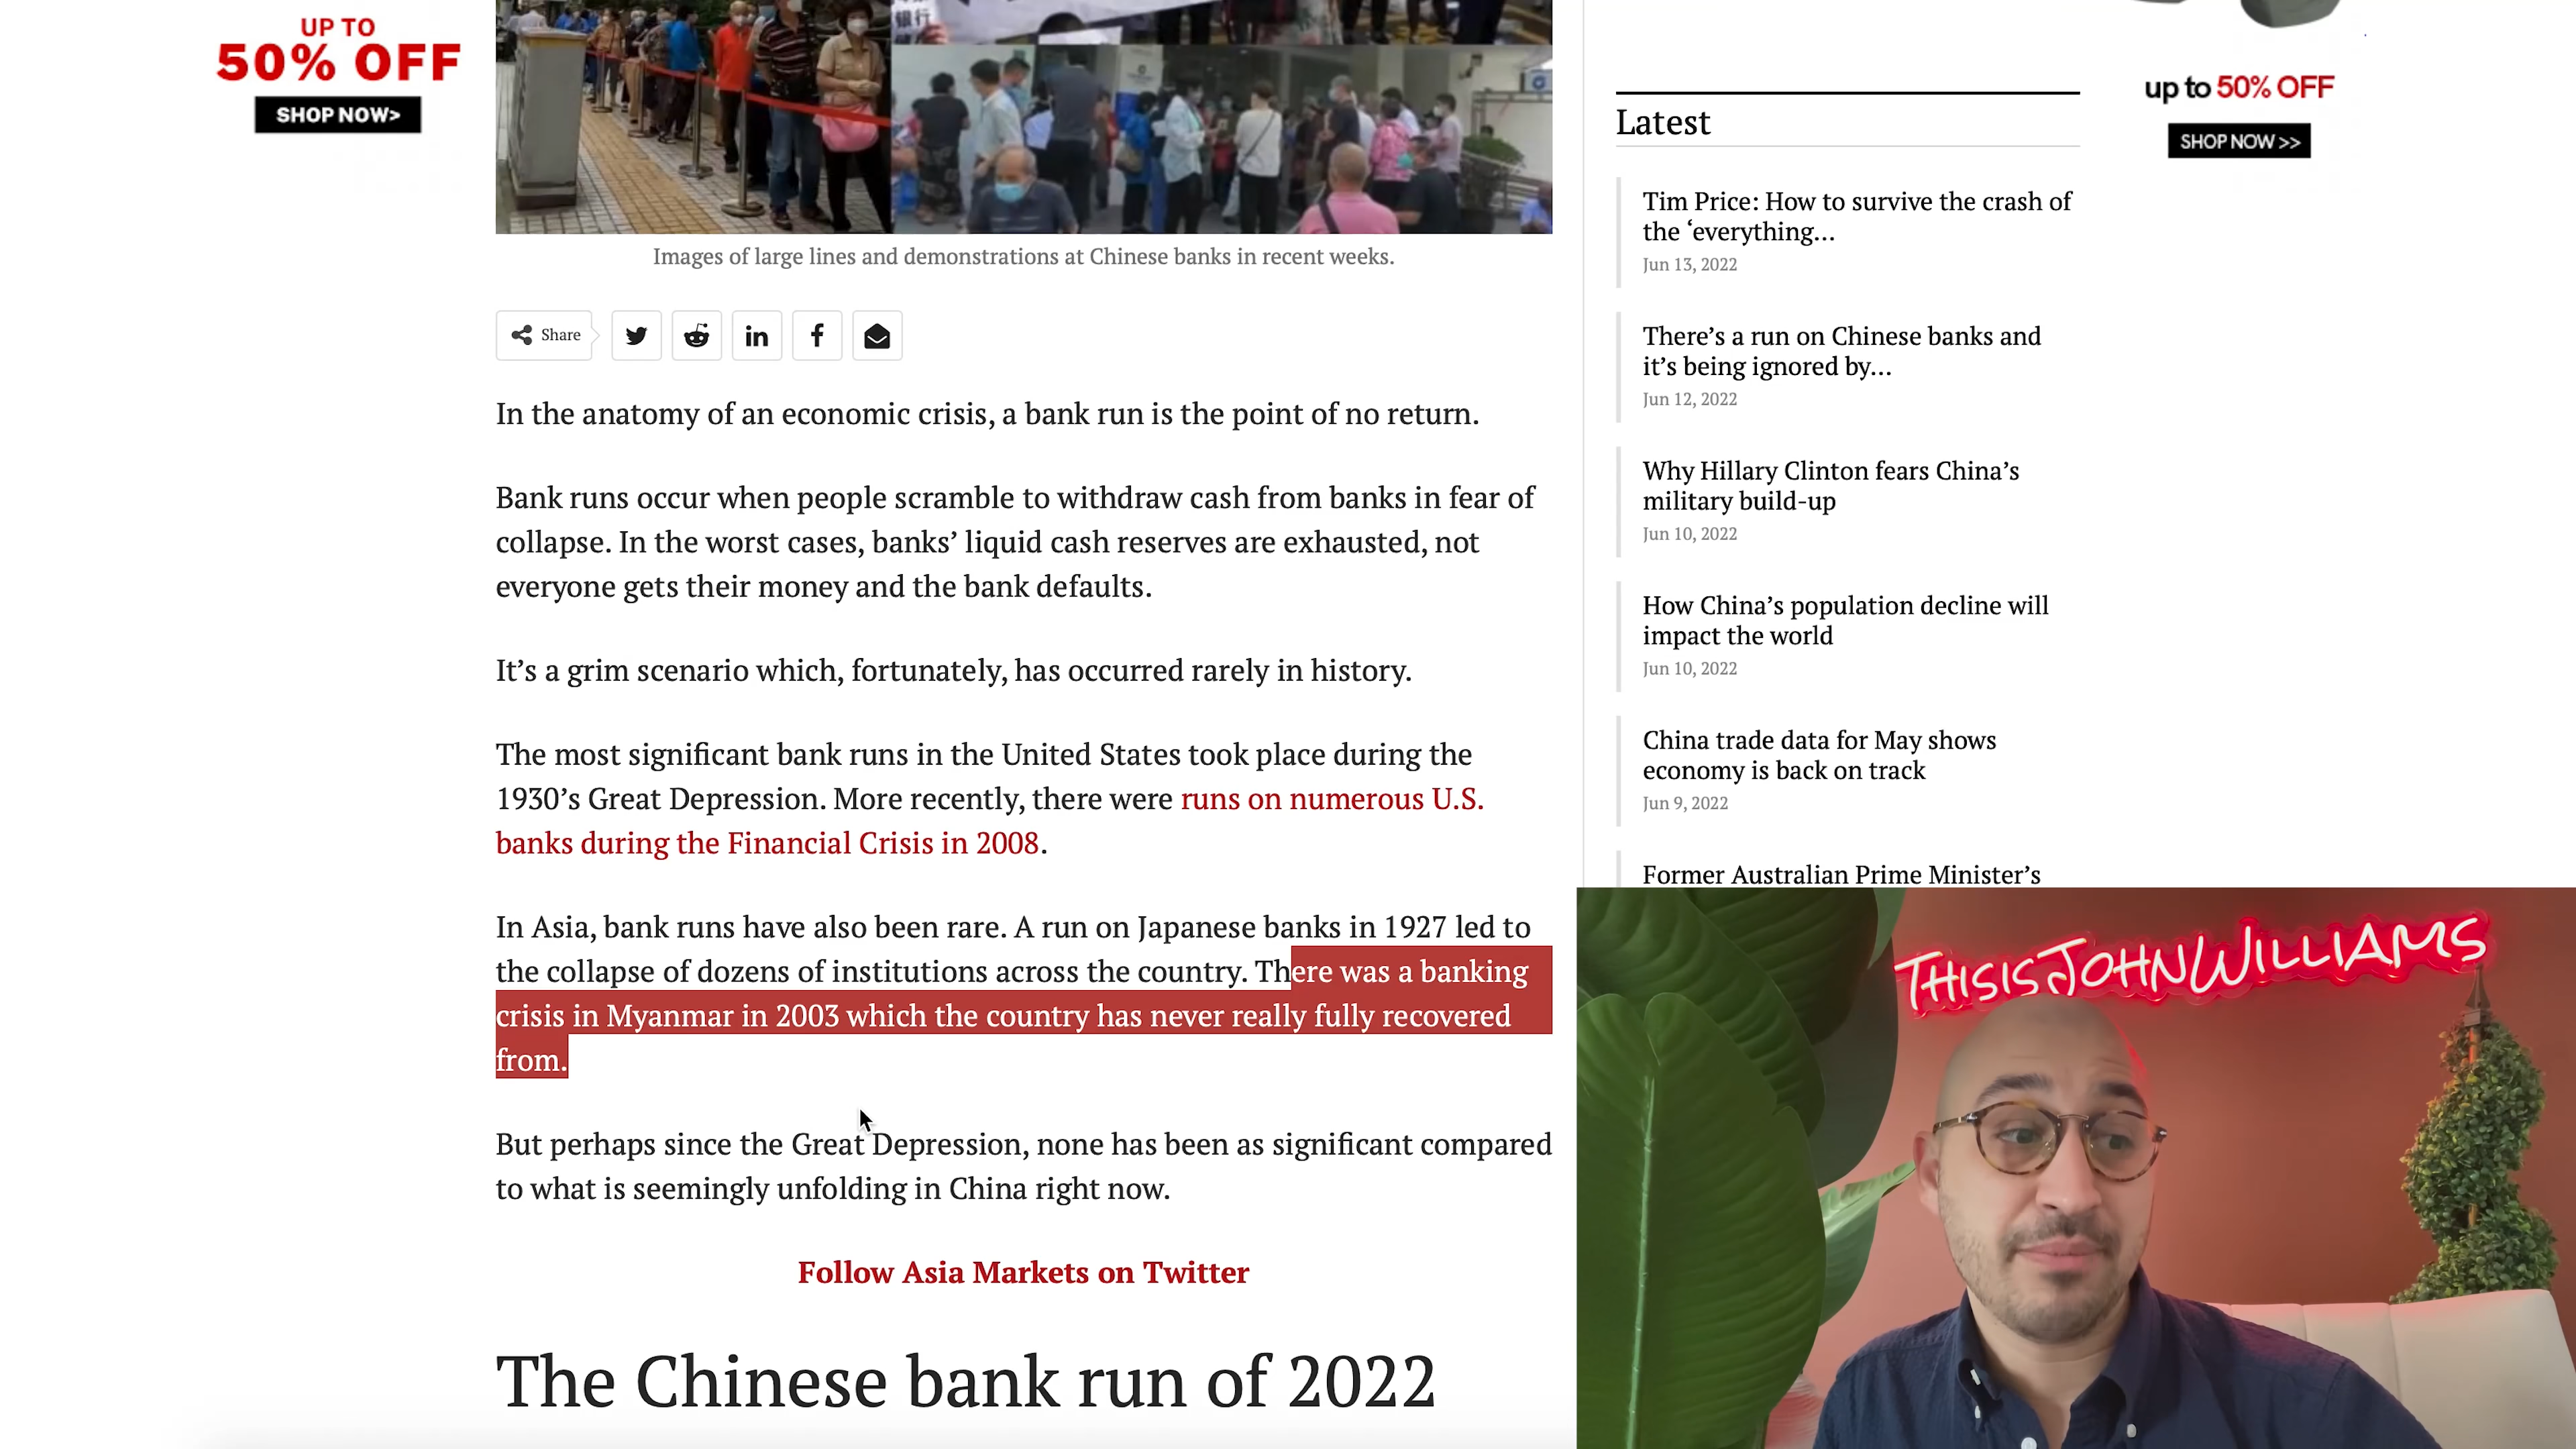 UP TO
50% OFF
SHOP NOW>
銀行
Images of large lines and demonstrations at Chinese banks in recent weeks.
Share
In the anatomy of an economic crisis, a bank run is the point of no return.
Bank runs occur when people scramble to withdraw cash from banks in fear of
collapse. In the worst cases, banks’ liquid cash reserves are exhausted, not
everyone gets their money and the bank defaults.
It’s a grim scenario which, fortunately, has occurred rarely in history.
The most significant bank runs in the United States took place during the
1930’s Great Depression. More recently, there were runs on numerous U.S.
banks during the Financial Crisis in 2008.
In Asia, bank runs have also been rare. A run on Japanese banks in 1927 led to
the collapse of dozens of institutions across the country. There was a banking
crisis in Myanmar in 2003 which the country has never really fully recovered
from.
But perhaps since the Great Depression, none has been as significant compared
to what is seemingly unfolding in China right now.
Follow Asia Markets on Twitter
The Chinese bank run of 2022
Latest
Tim Price: How to survive the crash of
the ‘everything...
Jun 13, 2022
There’s a run on Chinese banks and
it’s being ignored by...
Jun 12, 2022
Why Hillary Clinton fears China’s
military build-up
Jun 10, 2022
How China’s population decline will
impact the world
Jun 10, 2022
China trade data for May shows
economy is back on track
Jun 9, 2022
Former Australian Prime Minister’s
up to 50% OFF
SHOP NOW >>
THISISJOHNWILLIAMS